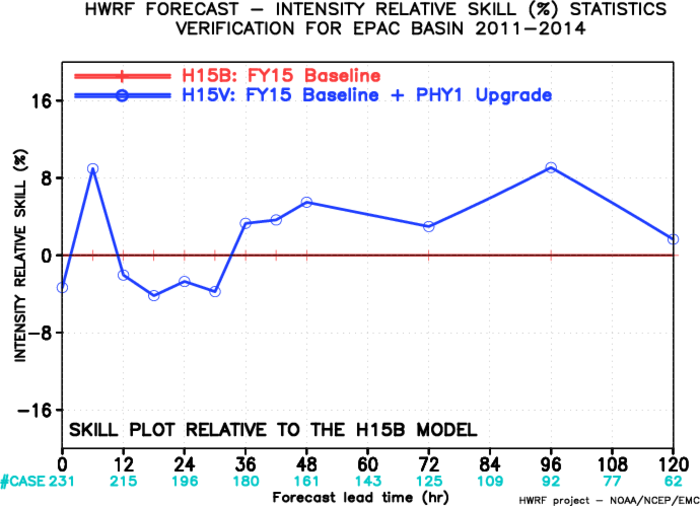 HWRF FORECAST – INTENSITY RELATIVE SKILL (%) STATISTICS
VERIFICATION FOR EPAC BASIN 2011–2014
H15B: FY15 Baseline
H15V: FY15 Baseline + PHY1 Upgrade
INTENSITY RELATIVE SKILL (%)
16
8
0
–8
–16
SKILL PLOT RELATIVE TO THE H15B MODEL
0 12 24 36 48 60 72 84 96 108 120
#CASE 231 215 196 180 161 143 125 109 92 77 62
Forecast lead time (hr)
HWRF project – NOAA/NCEP/EMC